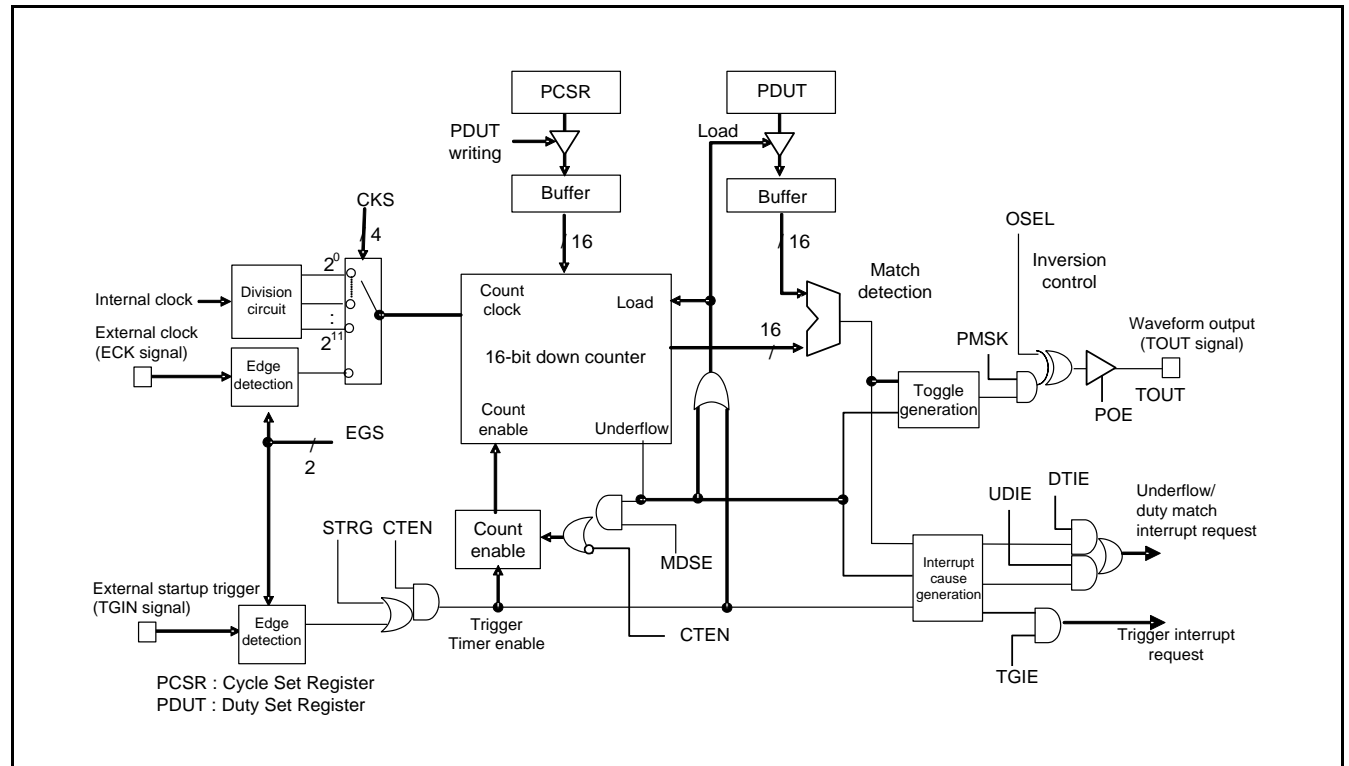 PCSR
PDUT
PDUT
writing
Load
Buffer
Buffer
CKS
4
16
16
OSEL
Inversion
control
Match
detection
2^0
Division
circuit
Internal clock
:
2^11
Count
clock
Load
External clock
(ECK signal)
Edge
detection
16-bit down counter
16
Waveform output
(TOUT signal)
PMSK
TOUT
POE
Toggle
generation
Count
enable
Underflow
EGS
2
STRG
CTEN
Count
enable
MDSE
UDIE
DTIE
Underflow/
duty match
interrupt request
Interrupt
cause
generation
External startup trigger
(TGIN signal)
Edge
detection
Trigger
Timer enable
CTEN
Trigger interrupt
request
TGIE
PCSR : Cycle Set Register
PDUT : Duty Set Register